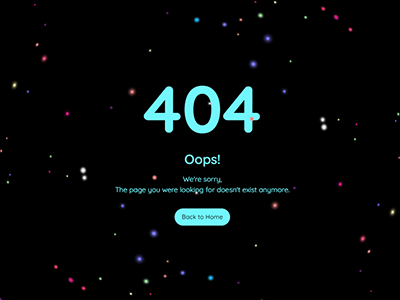 404
Oops!
We're sorry,
The page you were looking for doesn't exist anymore.
Back to Home